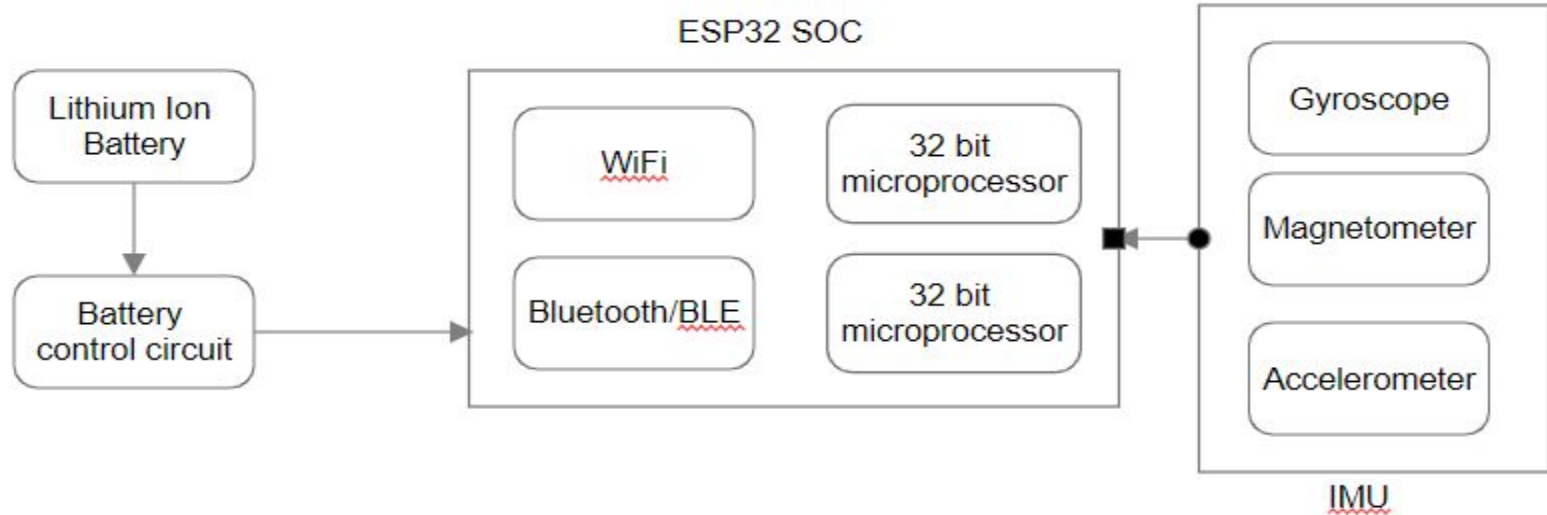 ESP32 SOC
Lithium Ion
Battery
Battery
control circuit
WiFi
32 bit
microprocessor
Bluetooth/BLE
32 bit
microprocessor
Gyroscope
Magnetometer
Accelerometer
IMU